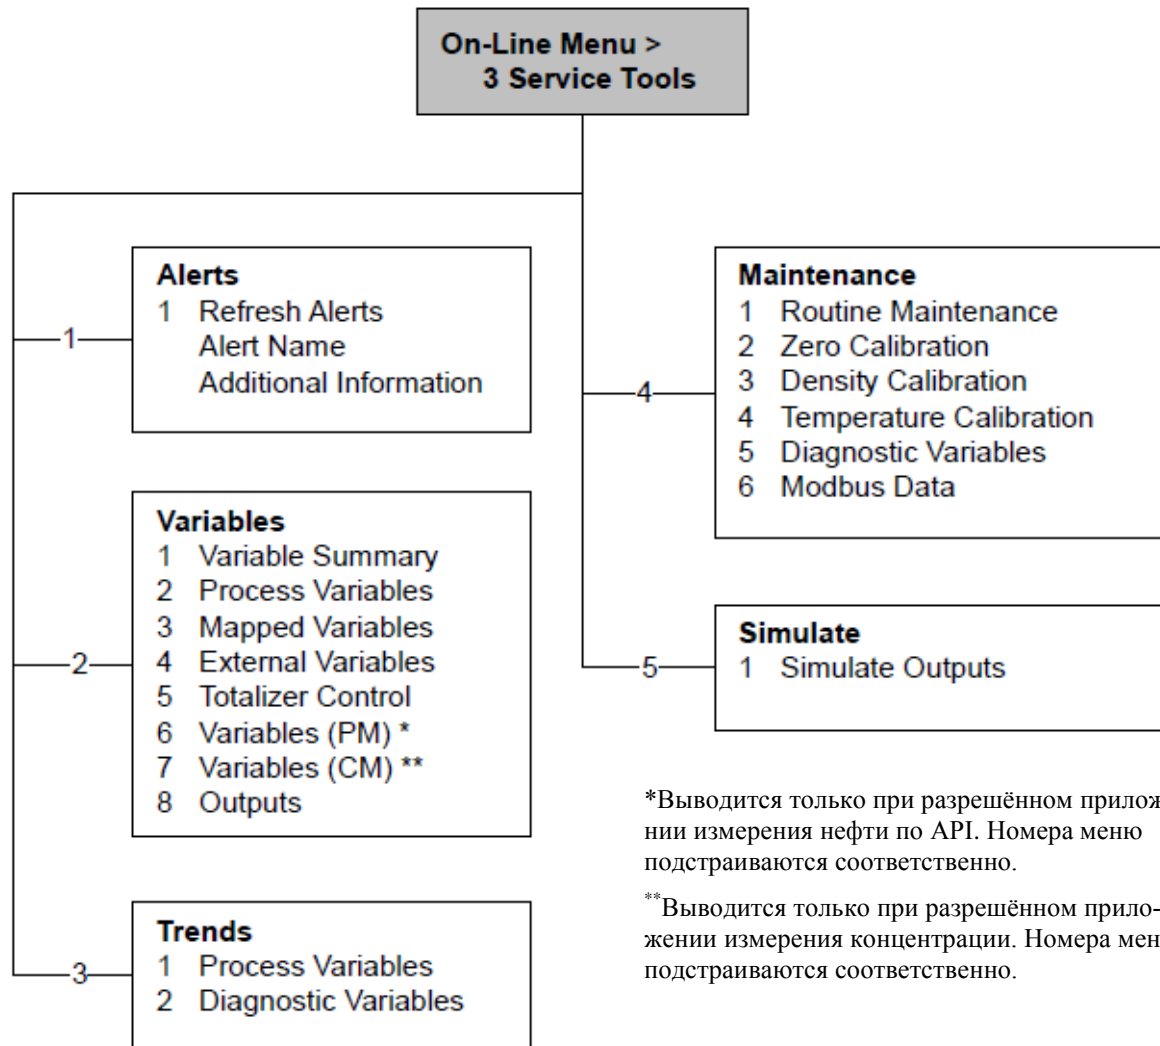 On-Line Menu >
3 Service Tools
1
Alerts
1 Refresh Alerts
Alert Name
Additional Information
2
Variables
1 Variable Summary
2 Process Variables
3 Mapped Variables
4 External Variables
5 Totalizer Control
6 Variables (PM) *
7 Variables (CM) **
8 Outputs
3
Trends
1 Process Variables
2 Diagnostic Variables
4
Maintenance
1 Routine Maintenance
2 Zero Calibration
3 Density Calibration
4 Temperature Calibration
5 Diagnostic Variables
6 Modbus Data
5
Simulate
1 Simulate Outputs
*Выводится только при разрешённом прилож
нии измерения нефти по API. Номера меню
подстраиваются соответственно.
**Выводится только при разрешённом прило-
жении измерения концентрации. Номера мен
подстраиваются соответственно.